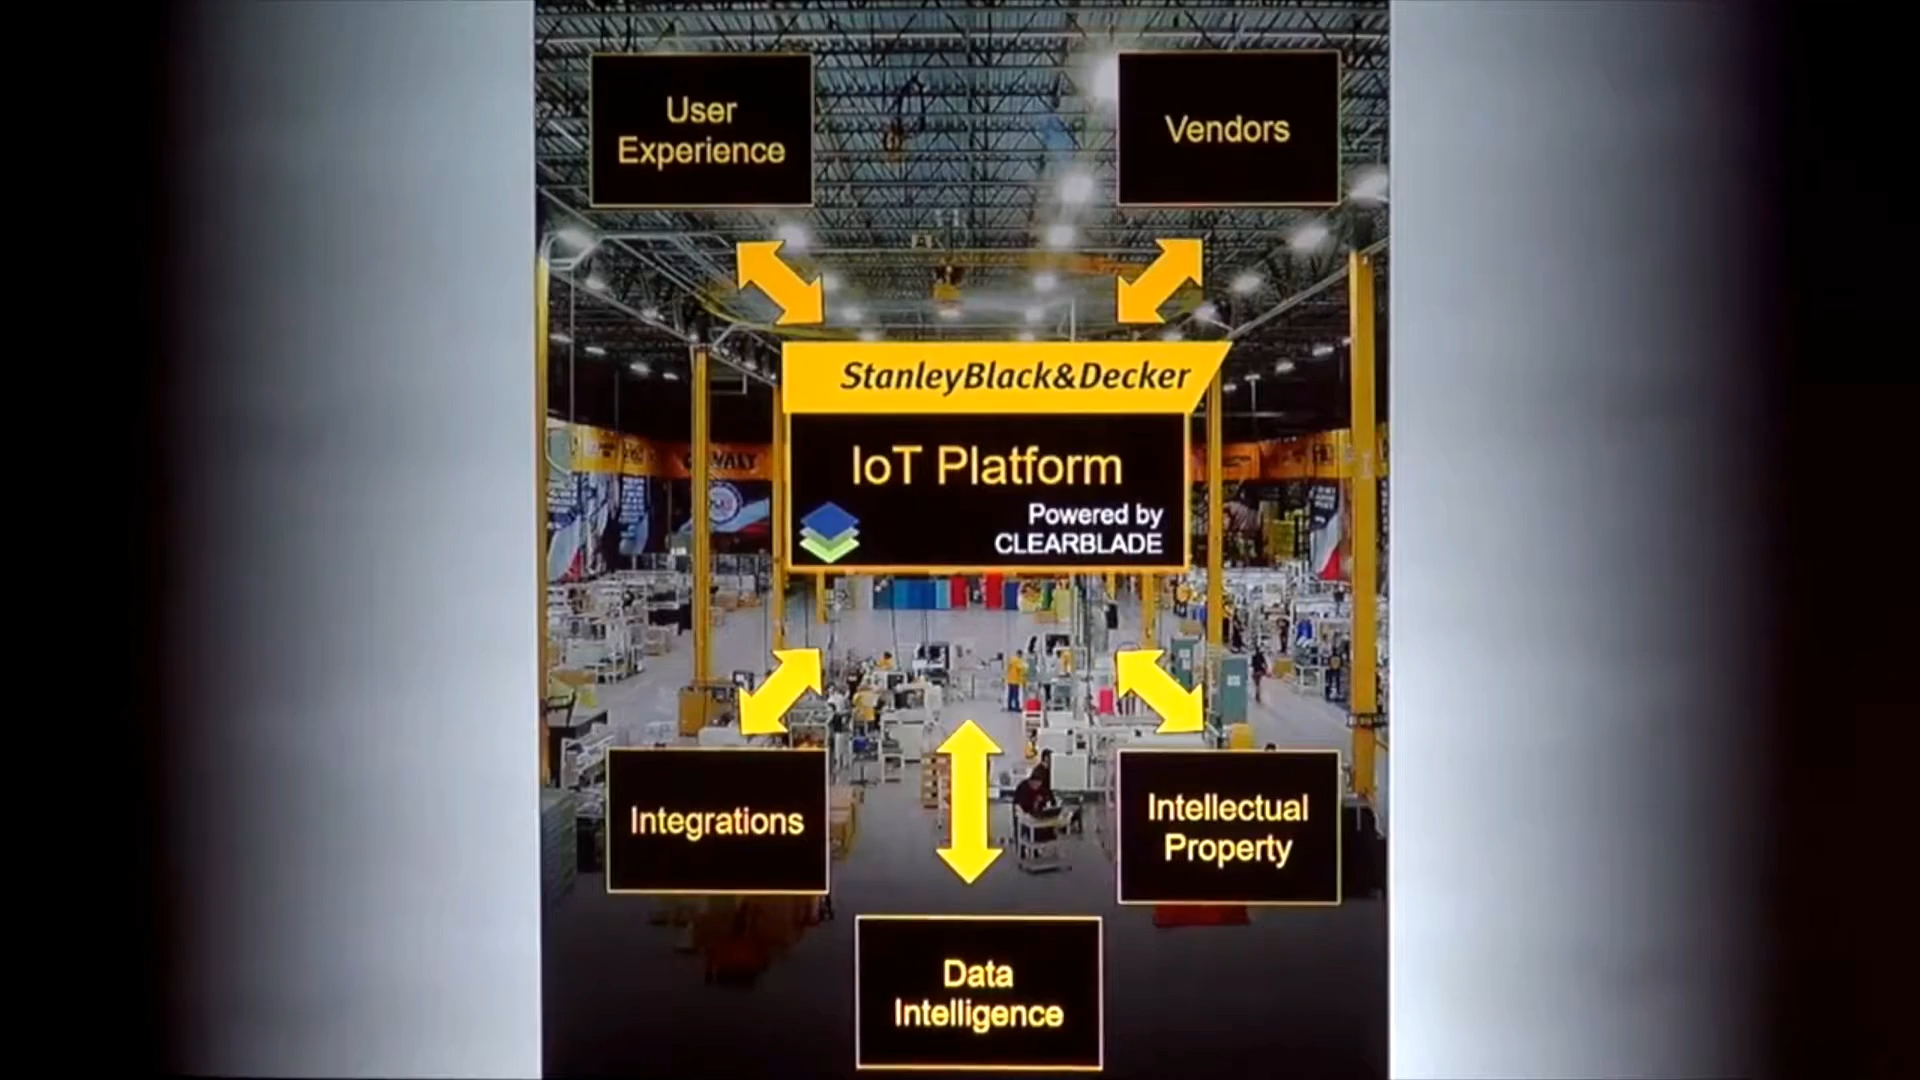 User
Experience
Vendors
StanleyBlack&Decker
IoT Platform
Powered by
CLEARBLADE
Integrations
Intellectual
Property
Data
Intelligence